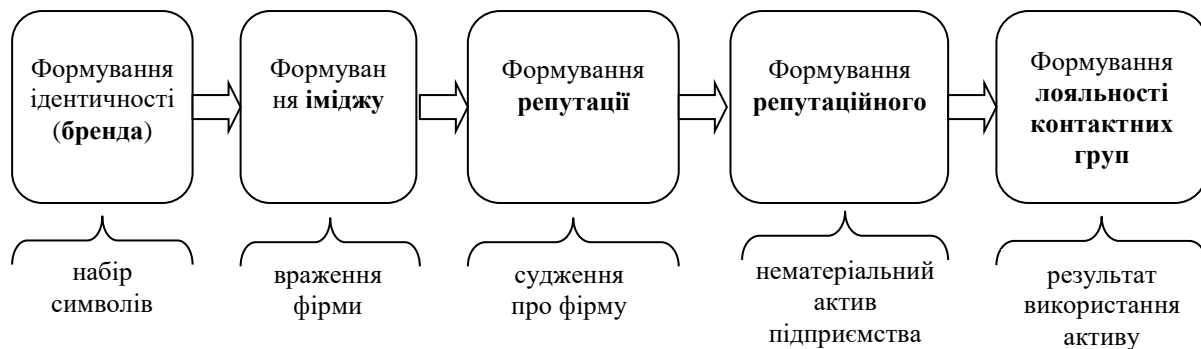 Формування
ідентичності
(бренда)
Формуван
ня іміджу
Формування
репутації
Формування
репутаційного
Формування
лояльності
контактних
груп
набір
символів
враження
фірми
судження
про фірму
нематеріальний
актив
підприємства
результат
використання
активу